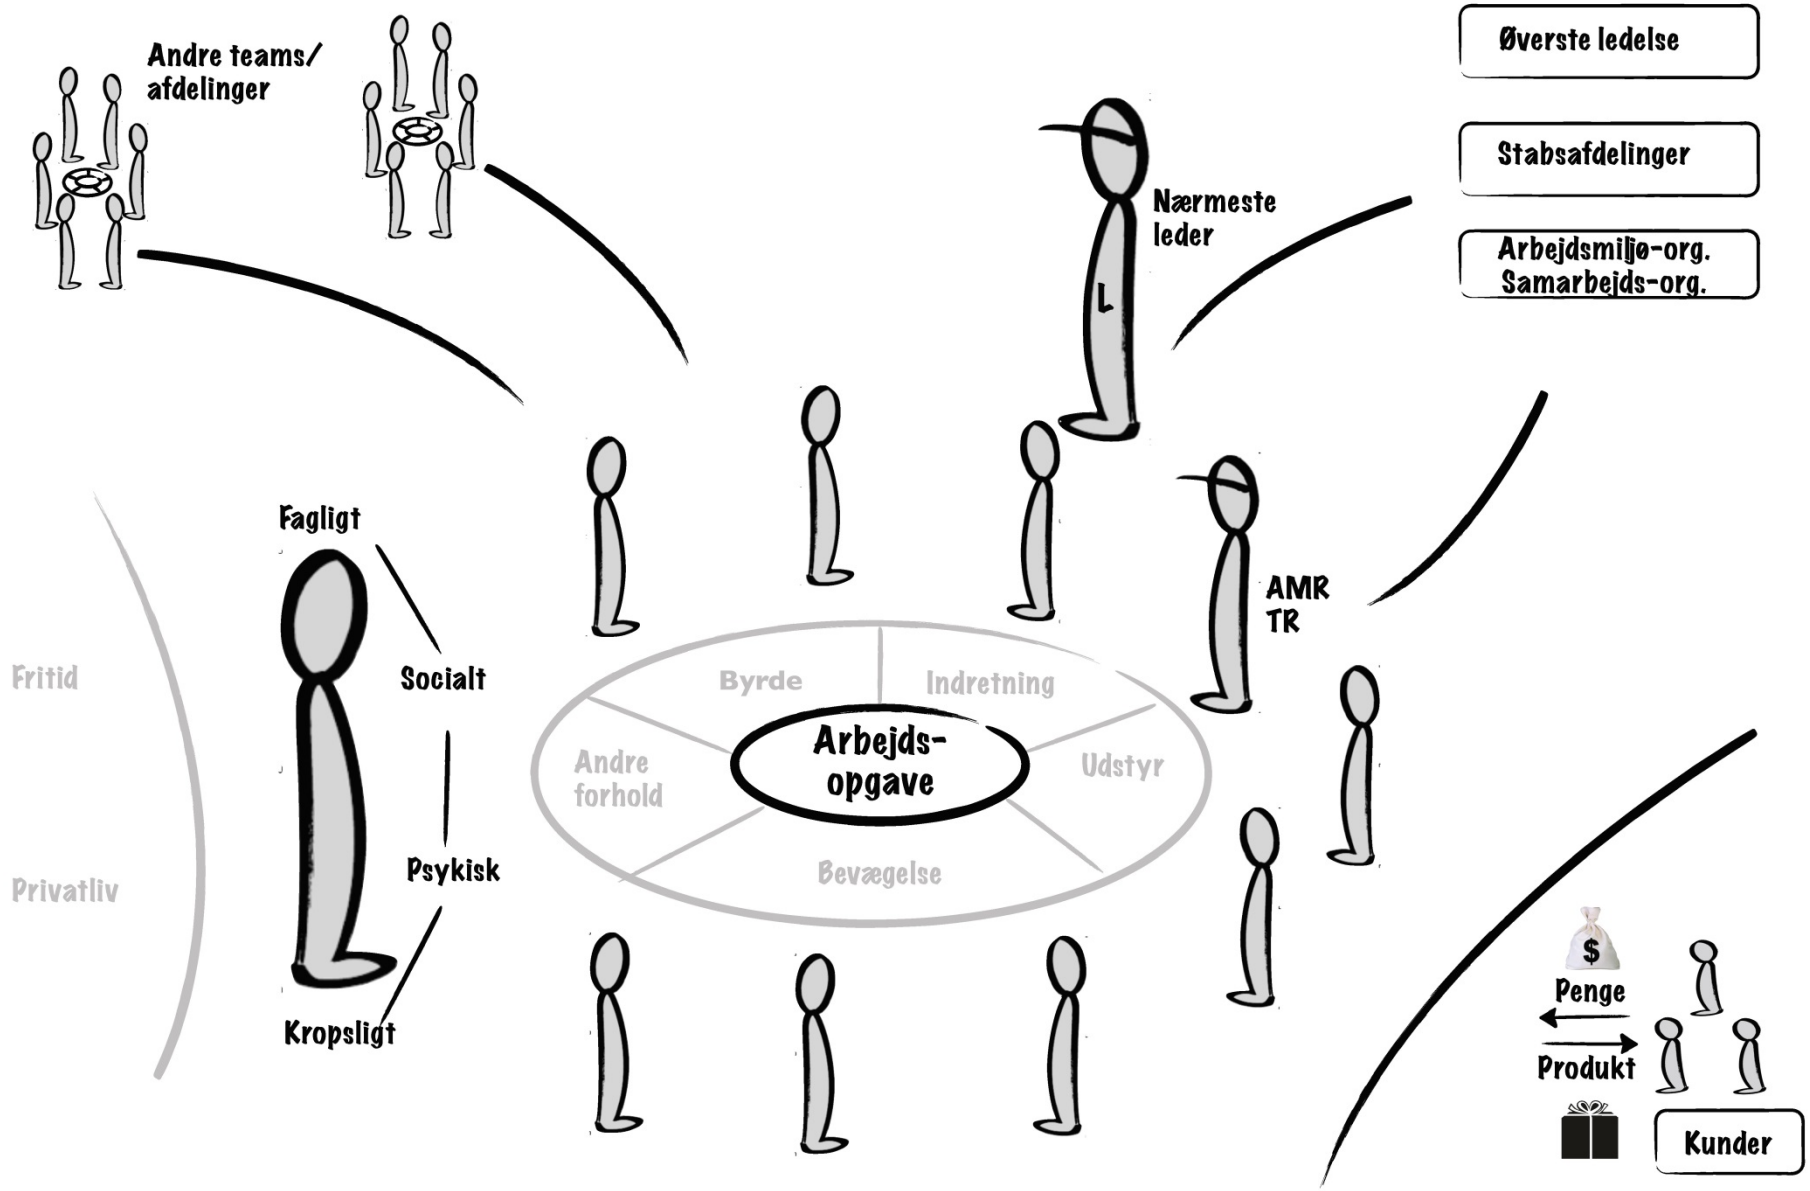 Andre teams/
afdelinger
Øverste ledelse
Stabsafdelinger
Arbejdsmiljø-org.
Samarbejds-org.
Nærmeste
leder
L
Fagligt
Socialt
Psykisk
Kropsligt
Fritid
Privatliv
AMR
TR
Byrde
Indretning
Andre
forhold
Arbejds-
opgave
Udstyr
Bevægelse
$
Penge
Produkt
Kunder